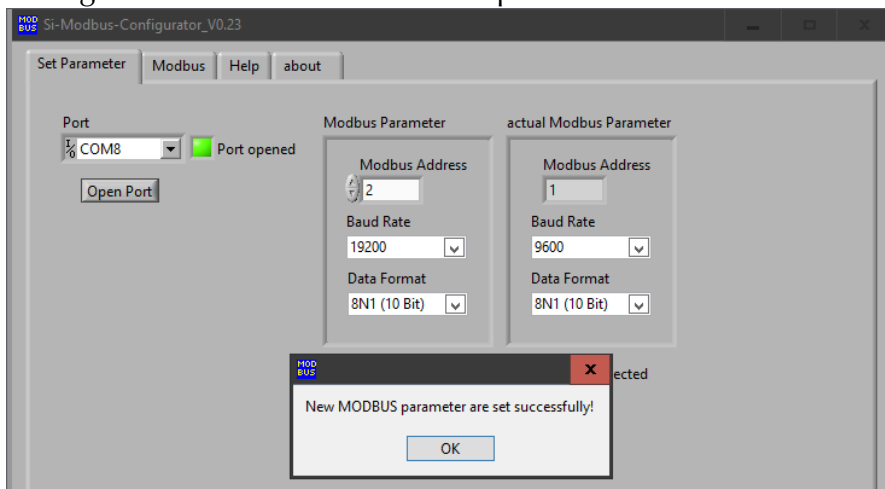 MOD BUS Si-Modbus-Configurator_V0.23
Set Parameter Modbus Help about
Port
COM8 Port opened
Open Port
Modbus Parameter
Modbus Address
2
Baud Rate
19200
Data Format
8N1 (10 Bit)
actual Modbus Parameter
Modbus Address
1
Baud Rate
9600
Data Format
8N1 (10 Bit)
ected
MOD BUS
New MODBUS parameter are set successfully!
OK